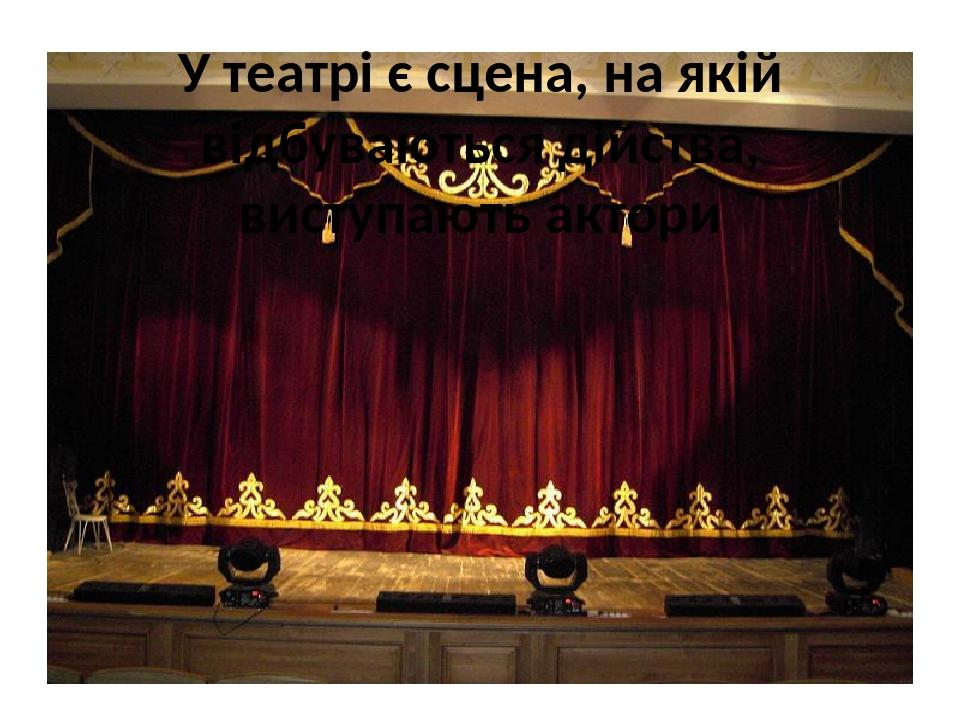 У театрі є сцена, на якій
відбуваються дійства,
виступають актори